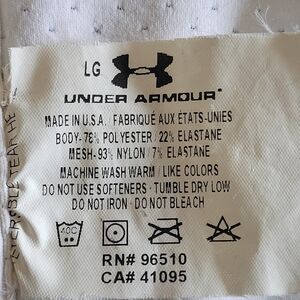 LG
UNDER ARMOUR
MADE IN U.S.A. / FABRIQUÉ AUX ÉTATS-UNIES
BODY-78% POLYESTER / 22% ELASTANE
MESH-93% NYLON / 7% ELASTANE
MACHINE WASH WARM / LIKE COLORS
DO NOT USE SOFTENERS · TUMBLE DRY LOW
DO NOT IRON · DO NOT BLEACH
40C
RN# 96510
CA# 41095